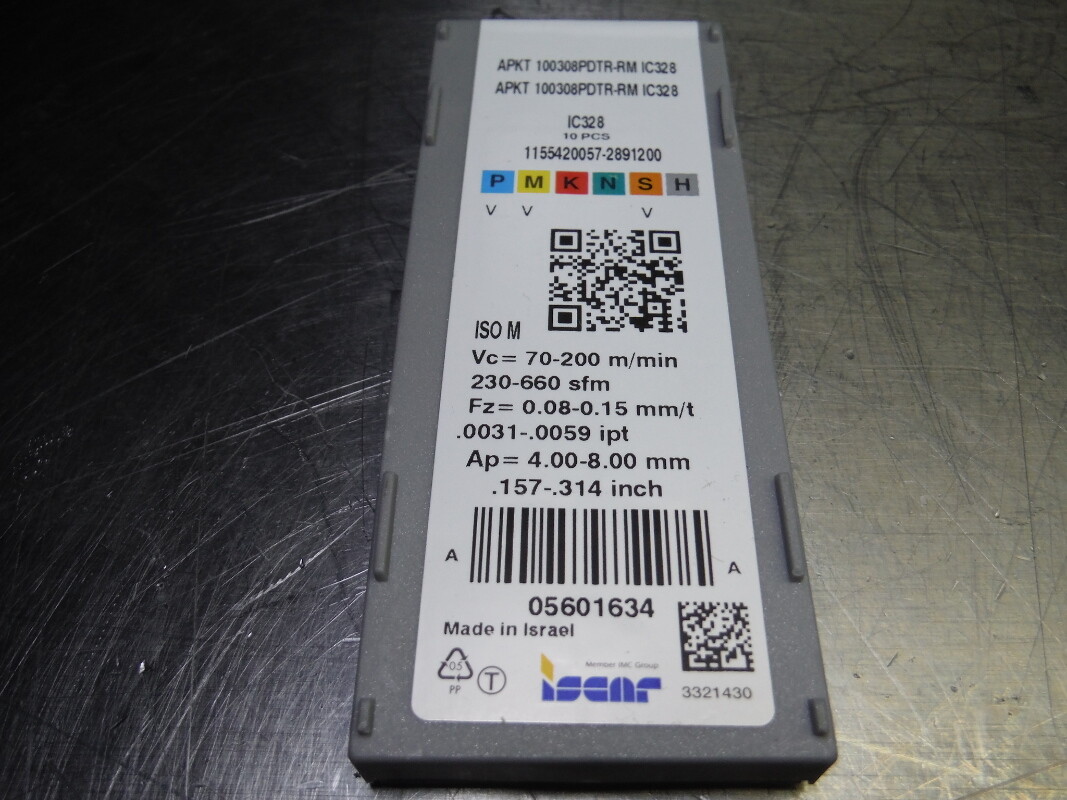 APKT 100308PDTR-RM IC328
APKT 100308PDTR-RM IC328
IC328
10 PCS
1155420057-2891200
P M K N S H
V V V
ISO M
Vc= 70-200 m/min
230-660 sfm
Fz= 0.08-0.15 mm/t
.0031-.0059 ipt
Ap= 4.00-8.00 mm
.157-.314 inch
A A
05601634
Made in Israel
05
PP
T
Member IMC Group
iscar
3321430